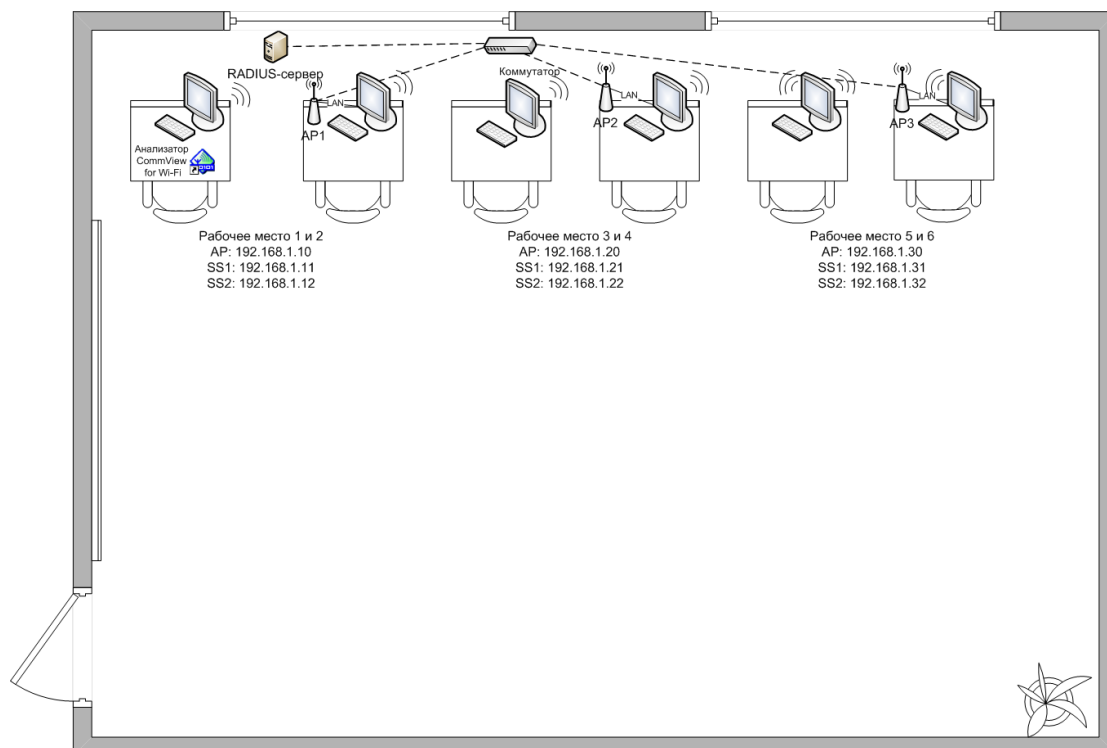 RADIUS-сервер
Коммутатор
LAN
AP1
LAN
AP2
LAN
AP3
Анализатор
CommView
for Wi-Fi
Рабочее место 1 и 2
AP: 192.168.1.10
SS1: 192.168.1.11
SS2: 192.168.1.12
Рабочее место 3 и 4
AP: 192.168.1.20
SS1: 192.168.1.21
SS2: 192.168.1.22
Рабочее место 5 и 6
AP: 192.168.1.30
SS1: 192.168.1.31
SS2: 192.168.1.32